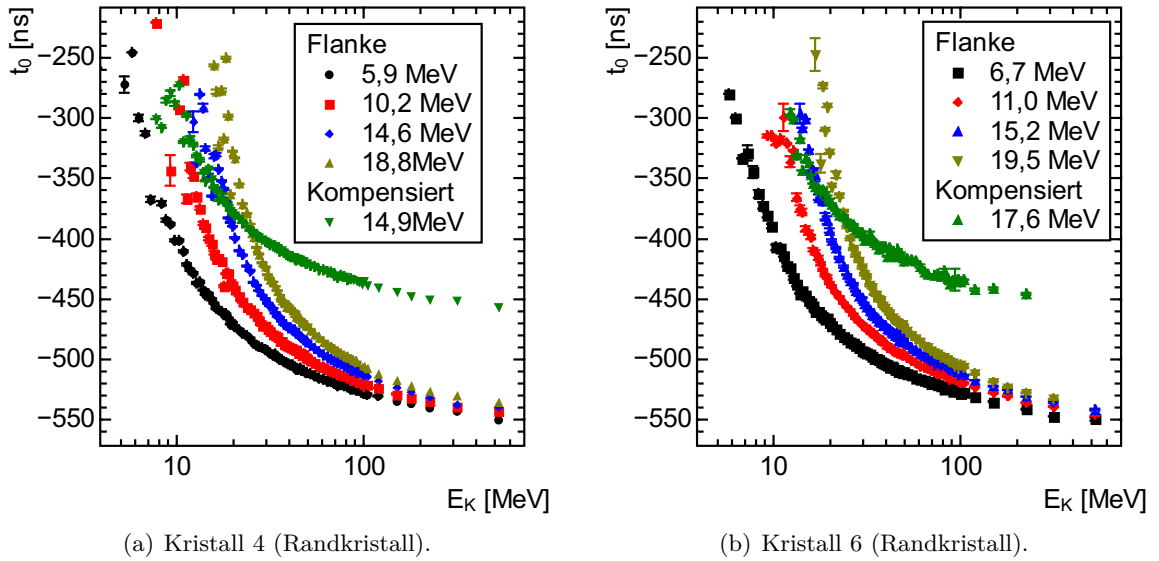 t₀ [ns]
−250
−300
−350
−400
−450
−500
−550
10
100
E_K [MeV]
Flanke
5,9 MeV
10,2 MeV
14,6 MeV
18,8MeV
Kompensiert
14,9MeV
(a) Kristall 4 (Randkristall).
t₀ [ns]
−250
−300
−350
−400
−450
−500
−550
10
100
E_K [MeV]
Flanke
6,7 MeV
11,0 MeV
15,2 MeV
19,5 MeV
Kompensiert
17,6 MeV
(b) Kristall 6 (Randkristall).